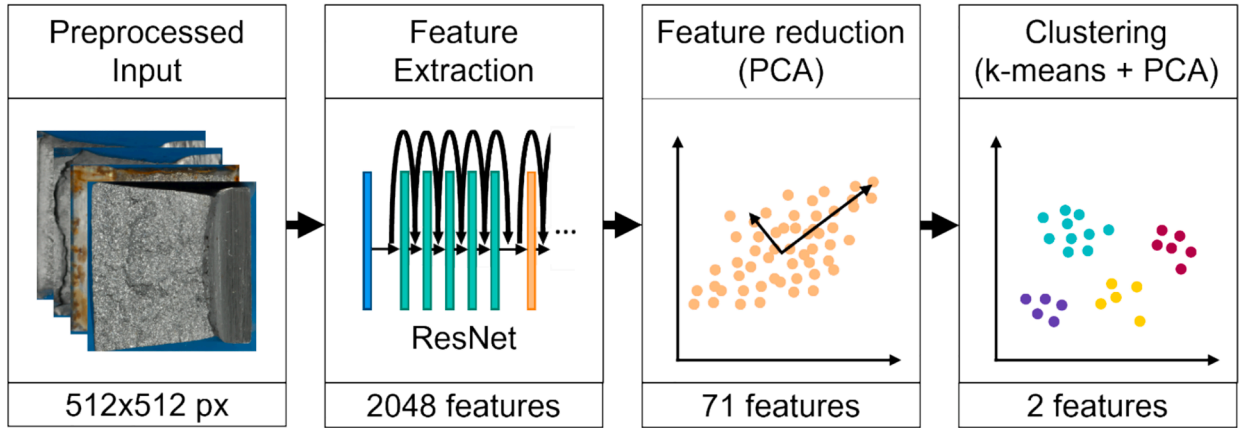 Preprocessed
Input
Feature
Extraction
Feature reduction
(PCA)
Clustering
(k-means + PCA)
ResNet
...
512x512 px
2048 features
71 features
2 features